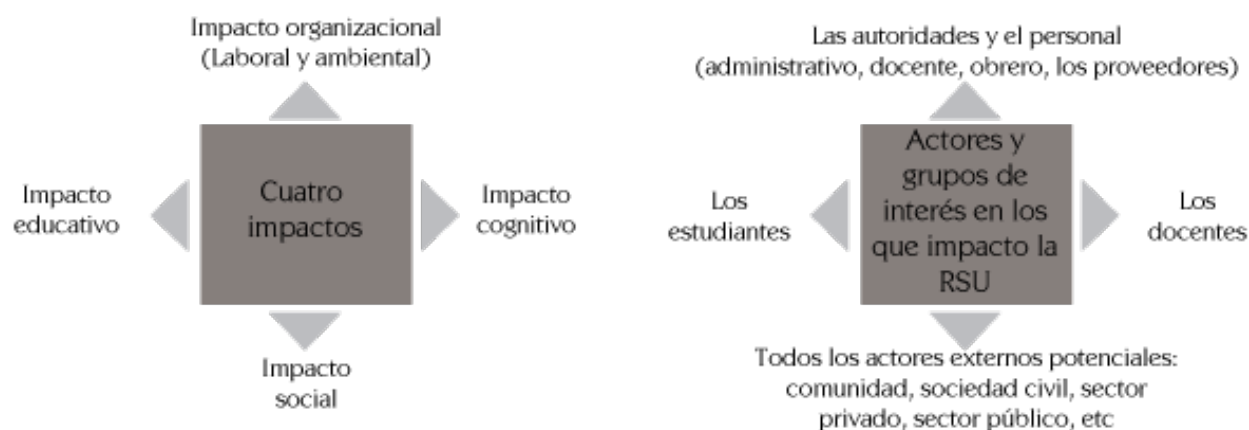 Impacto organizacional
(Laboral y ambiental)
Impacto
educativo
Cuatro
impactos
Impacto
cognitivo
Impacto
social
Las autoridades y el personal
(administrativo, docente, obrero, los proveedores)
Los
estudiantes
Actores y
grupos de
interés en los
que impacto la
RSU
Los
docentes
Todos los actores externos potenciales:
comunidad, sociedad civil, sector
privado, sector público, etc